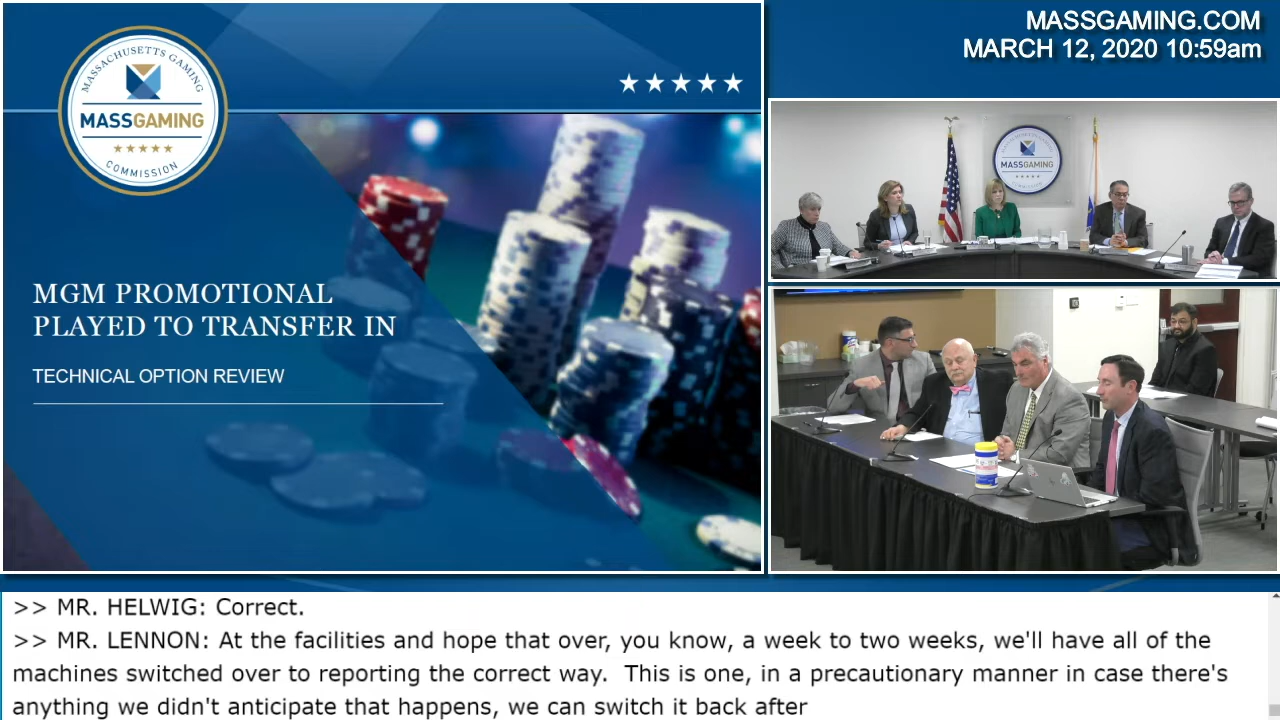 MASSACHUSETTS GAMING
MASSGAMING
COMMISSION
MGM PROMOTIONAL
PLAYED TO TRANSFER IN
TECHNICAL OPTION REVIEW
MASSGAMING.COM
MARCH 12, 2020 10:59am
MASSGAMING
>> MR. HELWIG: Correct.
>> MR. LENNON: At the facilities and hope that over, you know, a week to two weeks, we'll have all of the
machines switched over to reporting the correct way.  This is one, in a precautionary manner in case there's
anything we didn't anticipate that happens, we can switch it back after